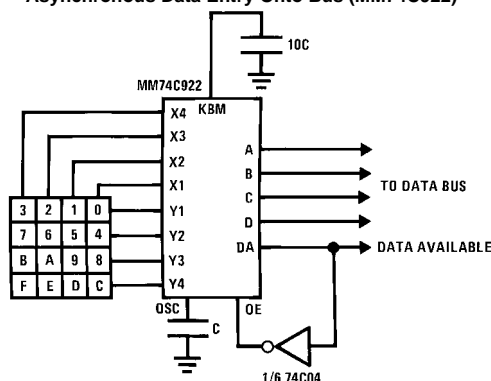 Asynchronous Data Entry Onto Bus (MM74C922)
10C
MM74C922
KBM
X4
X3
X2
X1
Y1
Y2
Y3
Y4
A
B
C
D
DA
TO DATA BUS
DATA AVAILABLE
3 2 1 0
7 6 5 4
B A 9 8
F E D C
OSC
OE
C
1/6 74C04